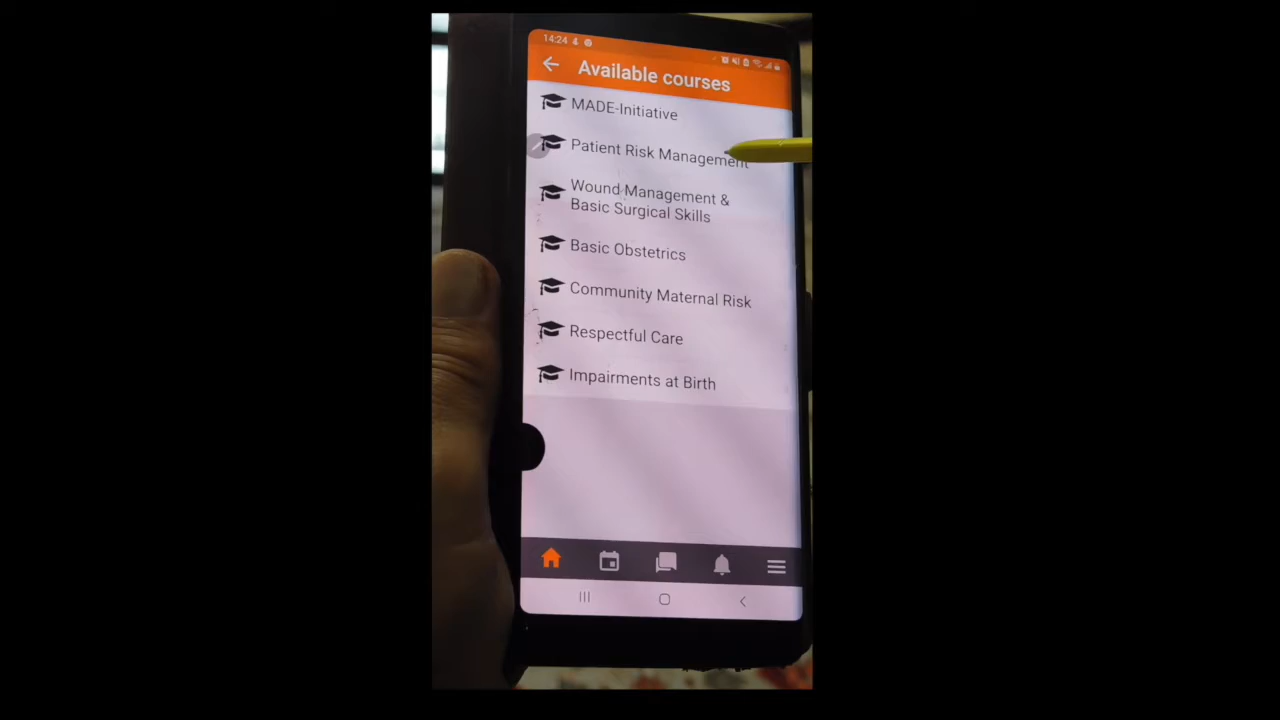 14:24
Available courses
MADE-Initiative
Patient Risk Management
Wound Management &
Basic Surgical Skills
Basic Obstetrics
Community Maternal Risk
Respectful Care
Impairments at Birth